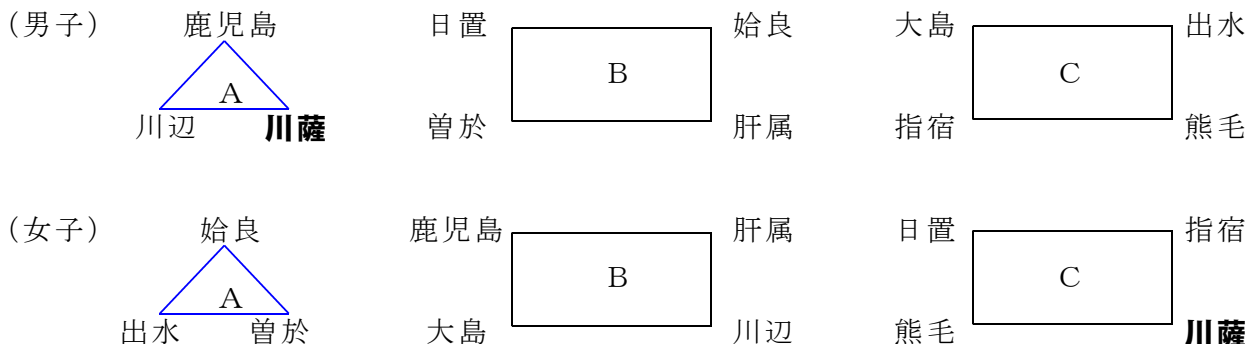 (男子) 鹿児島 日置 姶良 大島 出水
A B C
川辺 川薩 曽於 肝属 指宿 熊毛
(女子) 姶良 鹿児島 肝属 日置 指宿
A B C
出水 曽於 大島 川辺 熊毛 川薩